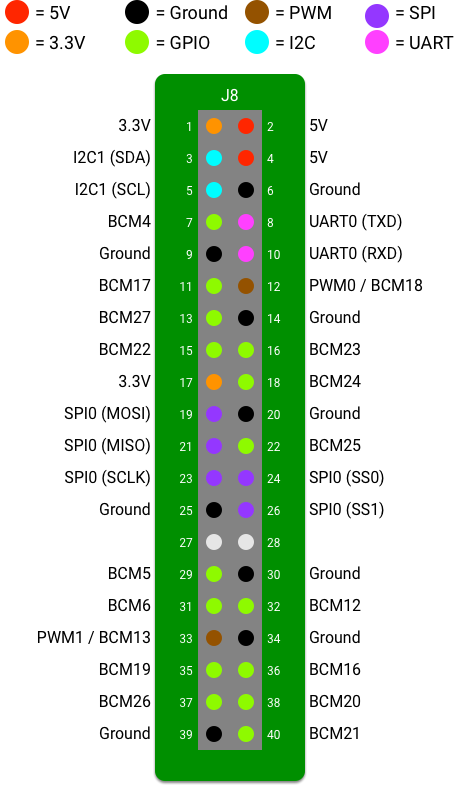 = 5V = Ground = PWM = SPI
= 3.3V = GPIO = I2C = UART
J8
3.3V 1 2 5V
I2C1 (SDA) 3 4 5V
I2C1 (SCL) 5 6 Ground
BCM4 7 8 UART0 (TXD)
Ground 9 10 UART0 (RXD)
BCM17 11 12 PWM0 / BCM18
BCM27 13 14 Ground
BCM22 15 16 BCM23
3.3V 17 18 BCM24
SPI0 (MOSI) 19 20 Ground
SPI0 (MISO) 21 22 BCM25
SPI0 (SCLK) 23 24 SPI0 (SS0)
Ground 25 26 SPI0 (SS1)
27 28
BCM5 29 30 Ground
BCM6 31 32 BCM12
PWM1 / BCM13 33 34 Ground
BCM19 35 36 BCM16
BCM26 37 38 BCM20
Ground 39 40 BCM21